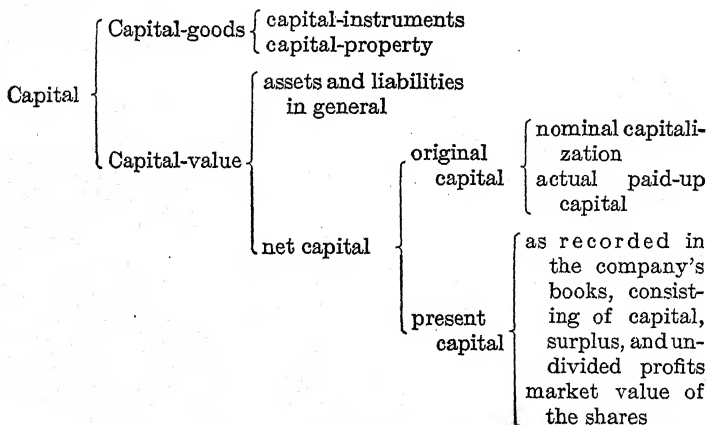 Capital
Capital-goods
capital-instruments
capital-property
Capital-value
assets and liabilities
in general
net capital
original
capital
nominal capitali-
zation
actual paid-up
capital
present
capital
as recorded in
the company's
books, consist-
ing of capital,
surplus, and un-
divided profits
market value of
the shares